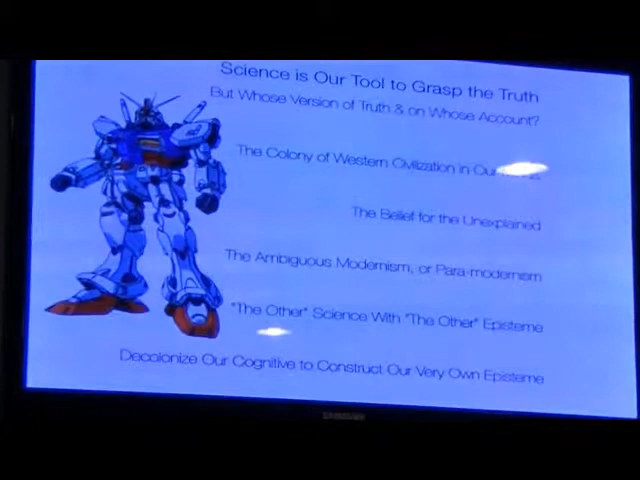 Science is Our Tool to Grasp the Truth
But Whose Version of Truth & on Whose Account?
The Colony of Western Civilization in Our
The Belief for the Unexplained
The Ambiguous Modernism, or Para-modernism
"The Other" Science With "The Other" Episteme
Decolonize Our Cognitive to Construct Our Very Own Episteme
SAMSUNG